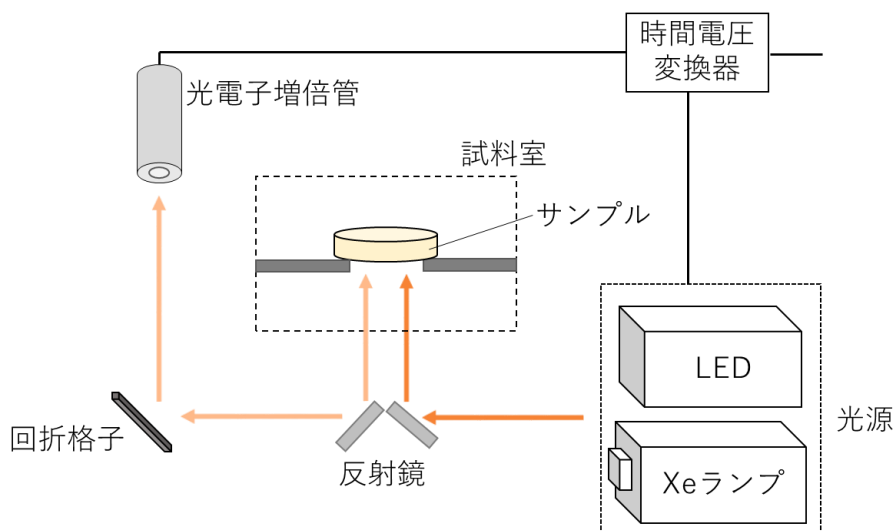 時間電圧
変換器
光電子増倍管
試料室
サンプル
LED
光源
回折格子
反射鏡
Xeランプ